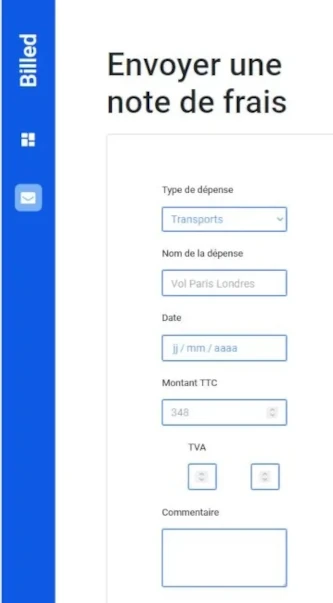 Billed
Envoyer une
note de frais
Type de dépense
Transports
Nom de la dépense
Vol Paris Londres
Date
jj / mm / aaaa
Montant TTC
348
TVA
Commentaire